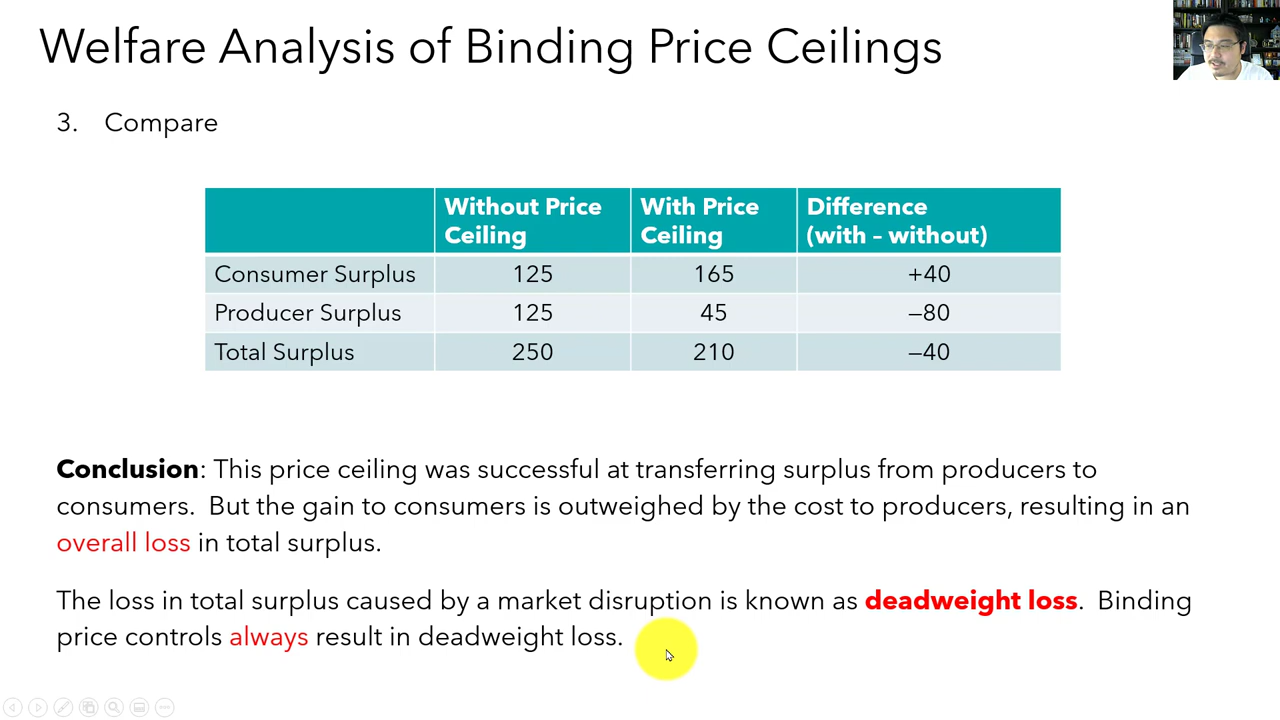 Welfare Analysis of Binding Price Ceilings
3. Compare
Without Price Ceiling
With Price Ceiling
Difference (with – without)
Consumer Surplus 125 165 +40
Producer Surplus 125 45 –80
Total Surplus 250 210 –40
Conclusion: This price ceiling was successful at transferring surplus from producers to
consumers. But the gain to consumers is outweighed by the cost to producers, resulting in an
overall loss in total surplus.
The loss in total surplus caused by a market disruption is known as deadweight loss. Binding
price controls always result in deadweight loss.